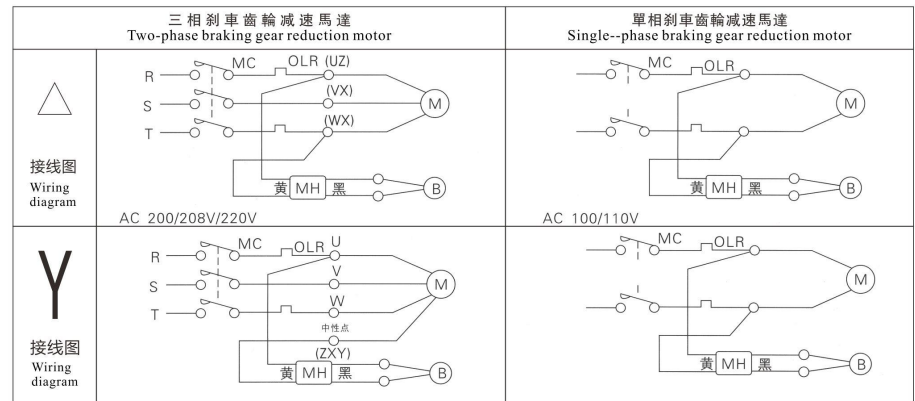 三相刹車齒輪减速馬達
Two-phase braking gear reduction motor
單相刹車齒輪减速馬達
Single--phase braking gear reduction motor
△
接线图
Wiring
diagram
R
MC
OLR
(UZ)
S
(VX)
M
T
(WX)
黄
MH
黑
B
AC 200/208V/220V
MC
OLR
M
黄
MH
黑
B
AC 100/110V
Y
接线图
Wiring
diagram
R
MC
OLR
U
S
V
M
T
W
中性点
(ZXY)
黄
MH
黑
B
MC
OLR
M
黄
MH
黑
B